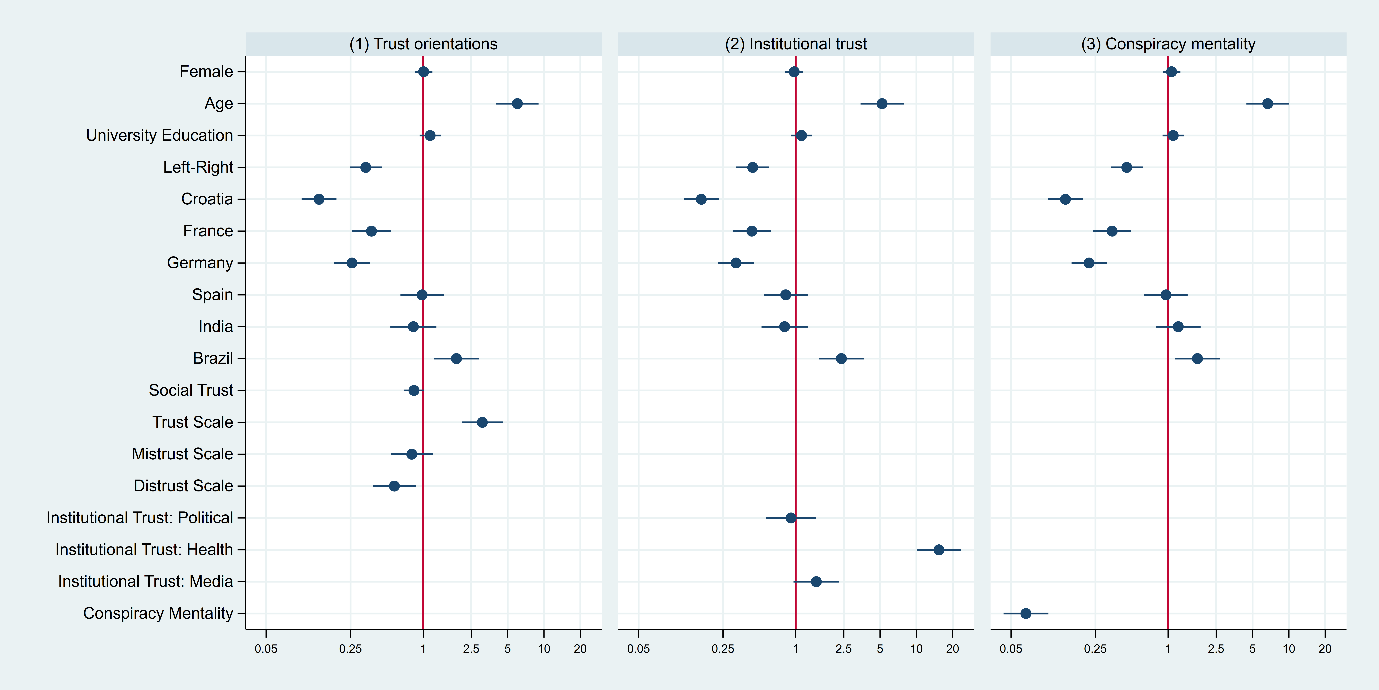 (1) Trust orientations
(2) Institutional trust
(3) Conspiracy mentality
Female
Age
University Education
Left-Right
Croatia
France
Germany
Spain
India
Brazil
Social Trust
Trust Scale
Mistrust Scale
Distrust Scale
Institutional Trust: Political
Institutional Trust: Health
Institutional Trust: Media
Conspiracy Mentality
0.05 0.25 1 2.5 5 10 20
0.05 0.25 1 2.5 5 10 20
0.05 0.25 1 2.5 5 10 20